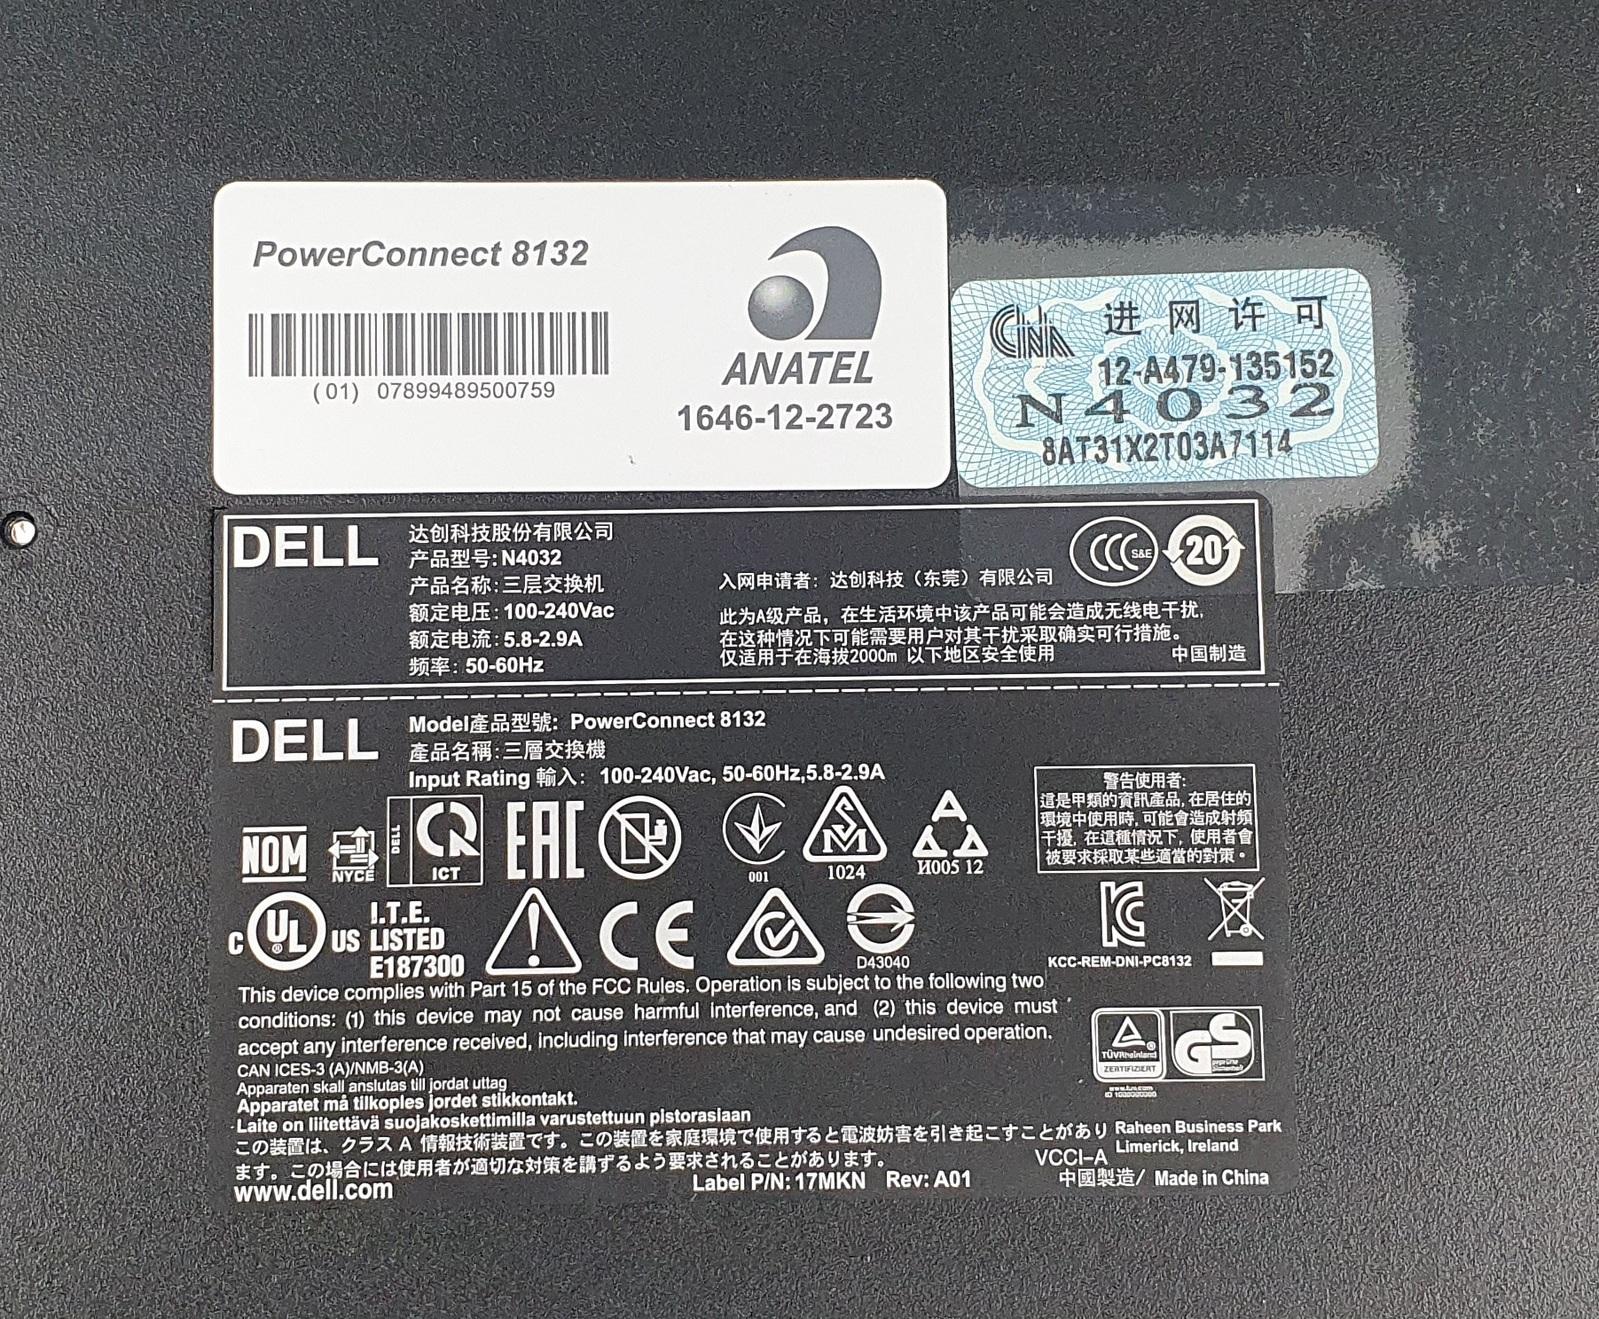 PowerConnect 8132
(01) 07899489500759
ANATEL
1646-12-2723
CNA 进网许可
12-A479-135152
N4032
8AT31X2T03A7114
DELL
达创科技股份有限公司
产品型号: N4032
产品名称: 三层交换机
额定电压: 100-240Vac
额定电流: 5.8-2.9A
频率: 50-60Hz
CCC S&E
20
入网申请者: 达创科技（东莞）有限公司
此为A级产品, 在生活环境中该产品可能会造成无线电干扰,
在这种情况下可能需要用户对其干扰采取确实可行措施。
仅适用于在海拔2000m 以下地区安全使用
中国制造
DELL
Model產品型號: PowerConnect 8132
產品名稱: 三層交換機
Input Rating 輸入: 100-240Vac, 50-60Hz,5.8-2.9A
NOM
NYCE
DELL
ICT
EAC
001
SM
1024
A
И005 12
警告使用者:
這是甲類的資訊產品, 在居住的
環境中使用時, 可能會造成射頻
干擾, 在這種情況下, 使用者會
被要求採取某些適當的對策。
C UL ® US
I.T.E.
LISTED
E187300
CE
D43040
KCC-REM-DNI-PC8132
This device complies with Part 15 of the FCC Rules. Operation is subject to the following two
conditions: (1) this device may not cause harmful interference, and (2) this device must
accept any interference received, including interference that may cause undesired operation.
CAN ICES-3 (A)/NMB-3(A)
Apparaten skall anslutas till jordat uttag
Apparatet må tilkoples jordet stikkontakt.
Laite on liitettävä suojakoskettimilla varustettuun pistorasiaan
この装置は、クラス A 情報技術装置です。この装置を家庭環境で使用すると電波妨害を引き起こすことがあり
ます。この場合には使用者が適切な対策を講ずるよう要求されることがあります。
VCCI-A
www.dell.com
Label P/N: 17MKN Rev: A01
TÜVRheinland
ZERTIFIZIERT
GS
geprüfte
Sicherheit
www.tuv.com
Raheen Business Park
Limerick, Ireland
中國製造/ Made in China